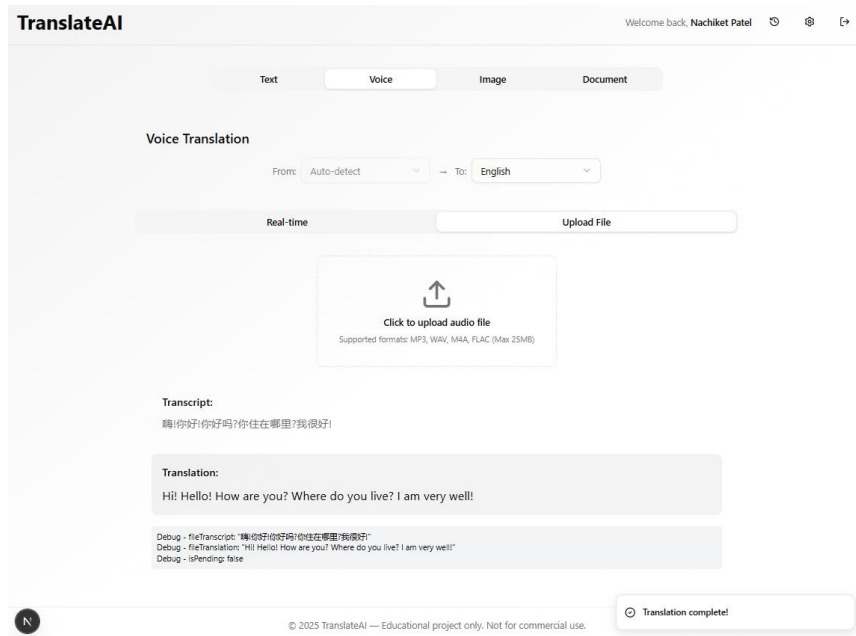 TranslateAI
Welcome back, Nachiket Patel
Text Voice Image Document
Voice Translation
From: Auto-detect → To: English
Real-time Upload File
Click to upload audio file
Supported formats: MP3, WAV, M4A, FLAC (Max 25MB)
Transcript:
嗨!你好!你好吗?你住在哪里?我很好!
Translation:
Hi! Hello! How are you? Where do you live? I am very well!
Debug - fileTranscript: "嗨!你好!你好吗?你住在哪里?我很好!"
Debug - fileTranslation: "Hi! Hello! How are you? Where do you live? I am very well!"
Debug - isPending: false
Translation complete!
N
© 2025 TranslateAI — Educational project only. Not for commercial use.